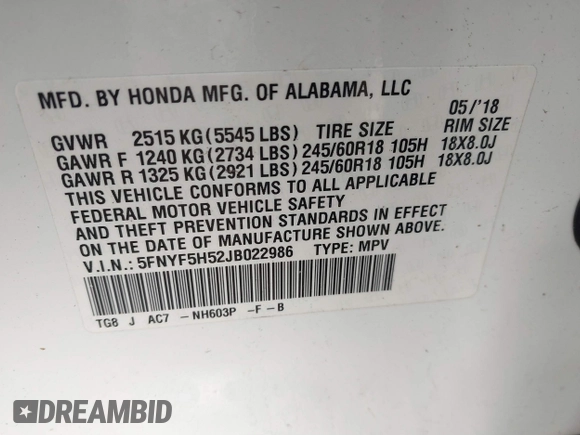 MFD. BY HONDA MFG. OF ALABAMA, LLC
05/'18
GVWR 2515 KG (5545 LBS) TIRE SIZE RIM SIZE
GAWR F 1240 KG (2734 LBS) 245/60R18 105H 18X8.0J
GAWR R 1325 KG (2921 LBS) 245/60R18 105H 18X8.0J
THIS VEHICLE CONFORMS TO ALL APPLICABLE
FEDERAL MOTOR VEHICLE SAFETY
AND THEFT PREVENTION STANDARDS IN EFFECT
ON THE DATE OF MANUFACTURE SHOWN ABOVE.
V.I.N.: 5FNYF5H52JB022986 TYPE: MPV
TG8 J AC7 -NH603P -F-B
DREAMBID